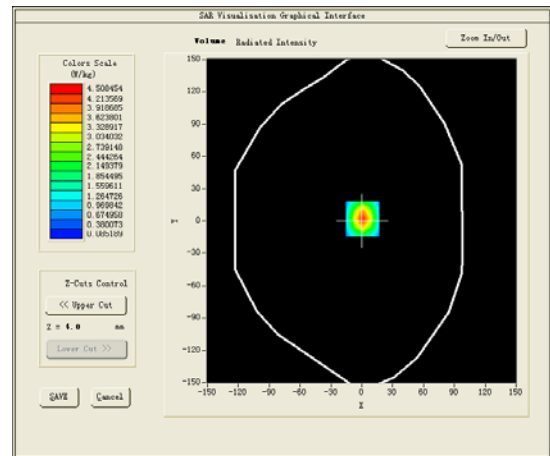 SAR Visualisation Graphical Interface
Volume Radiated Intensity
Zoom In/Out
Colors Scale
(W/kg)
4.508454
4.213569
3.918685
3.623801
3.328917
3.034032
2.739148
2.444264
2.149379
1.854495
1.559611
1.264726
0.969842
0.674958
0.380073
0.085189
Z-Cuts Control
<< Upper Cut
Z = 4.0 mm
Lower Cut >>
SAVE Cancel
Y
150
120
90
60
30
0
-30
-60
-90
-120
-150
-150 -120 -90 -60 -30 0 30 60 90 120 150
X